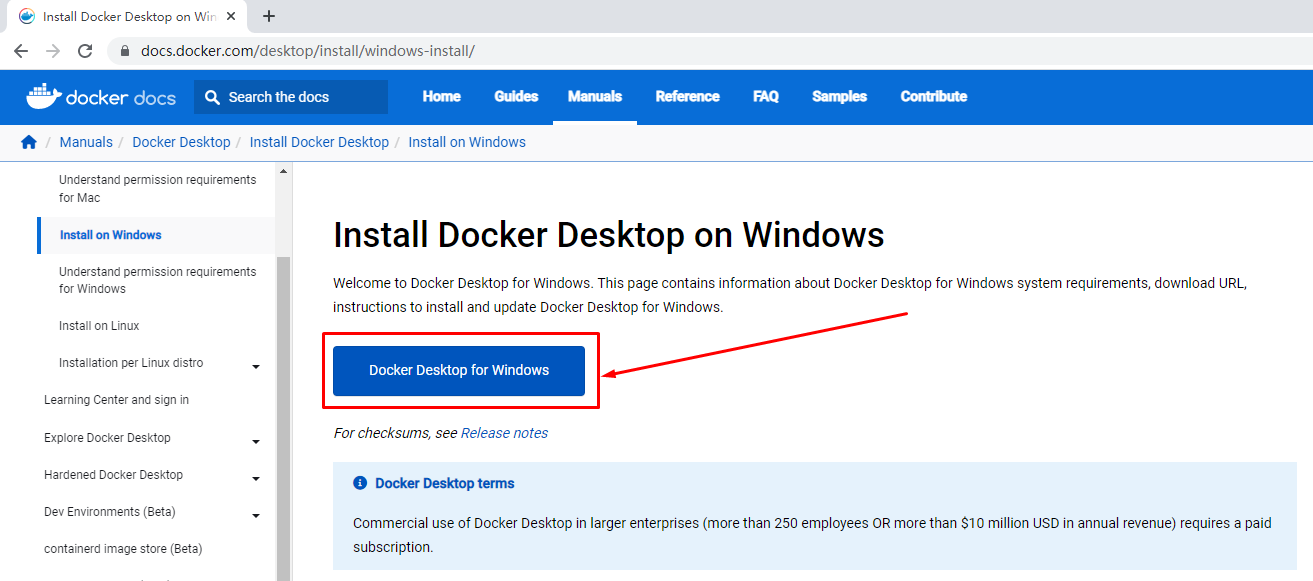 Install Docker Desktop on Win
docs.docker.com/desktop/install/windows-install/
docker docs
Search the docs
Home
Guides
Manuals
Reference
FAQ
Samples
Contribute
/ Manuals / Docker Desktop / Install Docker Desktop / Install on Windows
Understand permission requirements
for Mac
Install on Windows
Understand permission requirements
for Windows
Install on Linux
Installation per Linux distro
Learning Center and sign in
Explore Docker Desktop
Hardened Docker Desktop
Dev Environments (Beta)
containerd image store (Beta)
Install Docker Desktop on Windows
Welcome to Docker Desktop for Windows. This page contains information about Docker Desktop for Windows system requirements, download URL,
instructions to install and update Docker Desktop for Windows.
Docker Desktop for Windows
For checksums, see Release notes
Docker Desktop terms
Commercial use of Docker Desktop in larger enterprises (more than 250 employees OR more than $10 million USD in annual revenue) requires a paid
subscription.